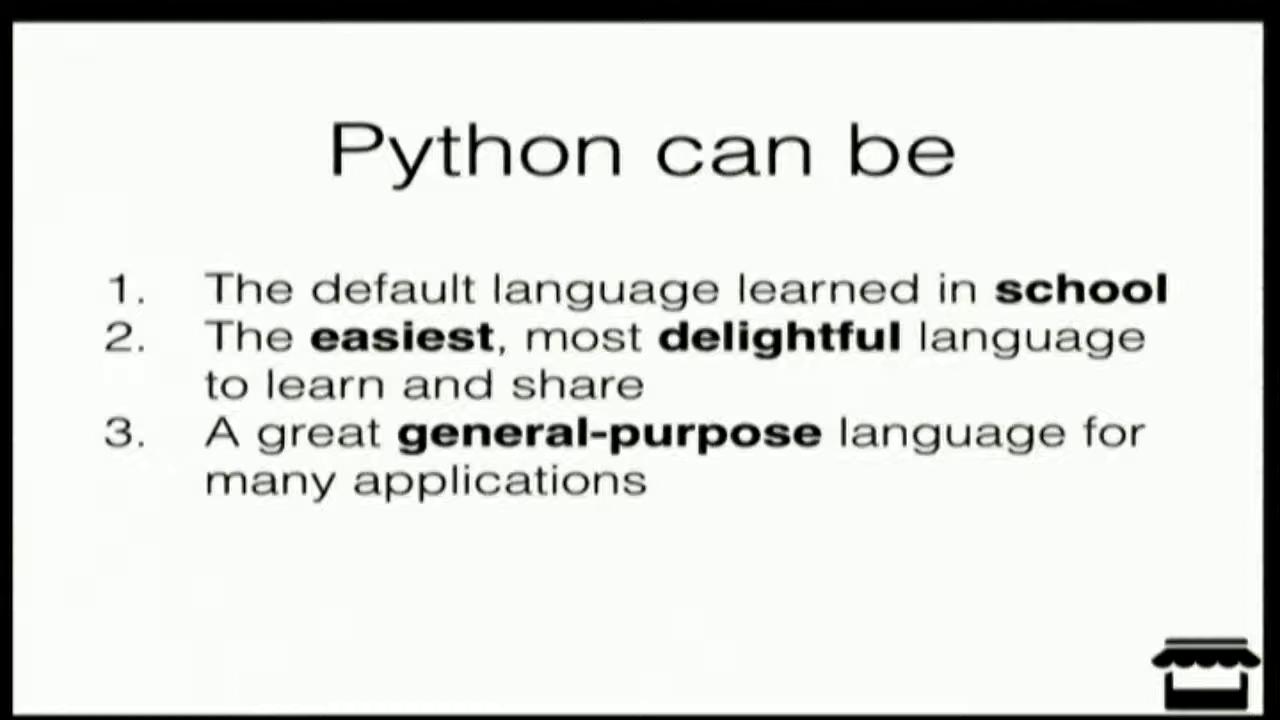 Python can be
1. The default language learned in school
2. The easiest, most delightful language
to learn and share
3. A great general-purpose language for
many applications